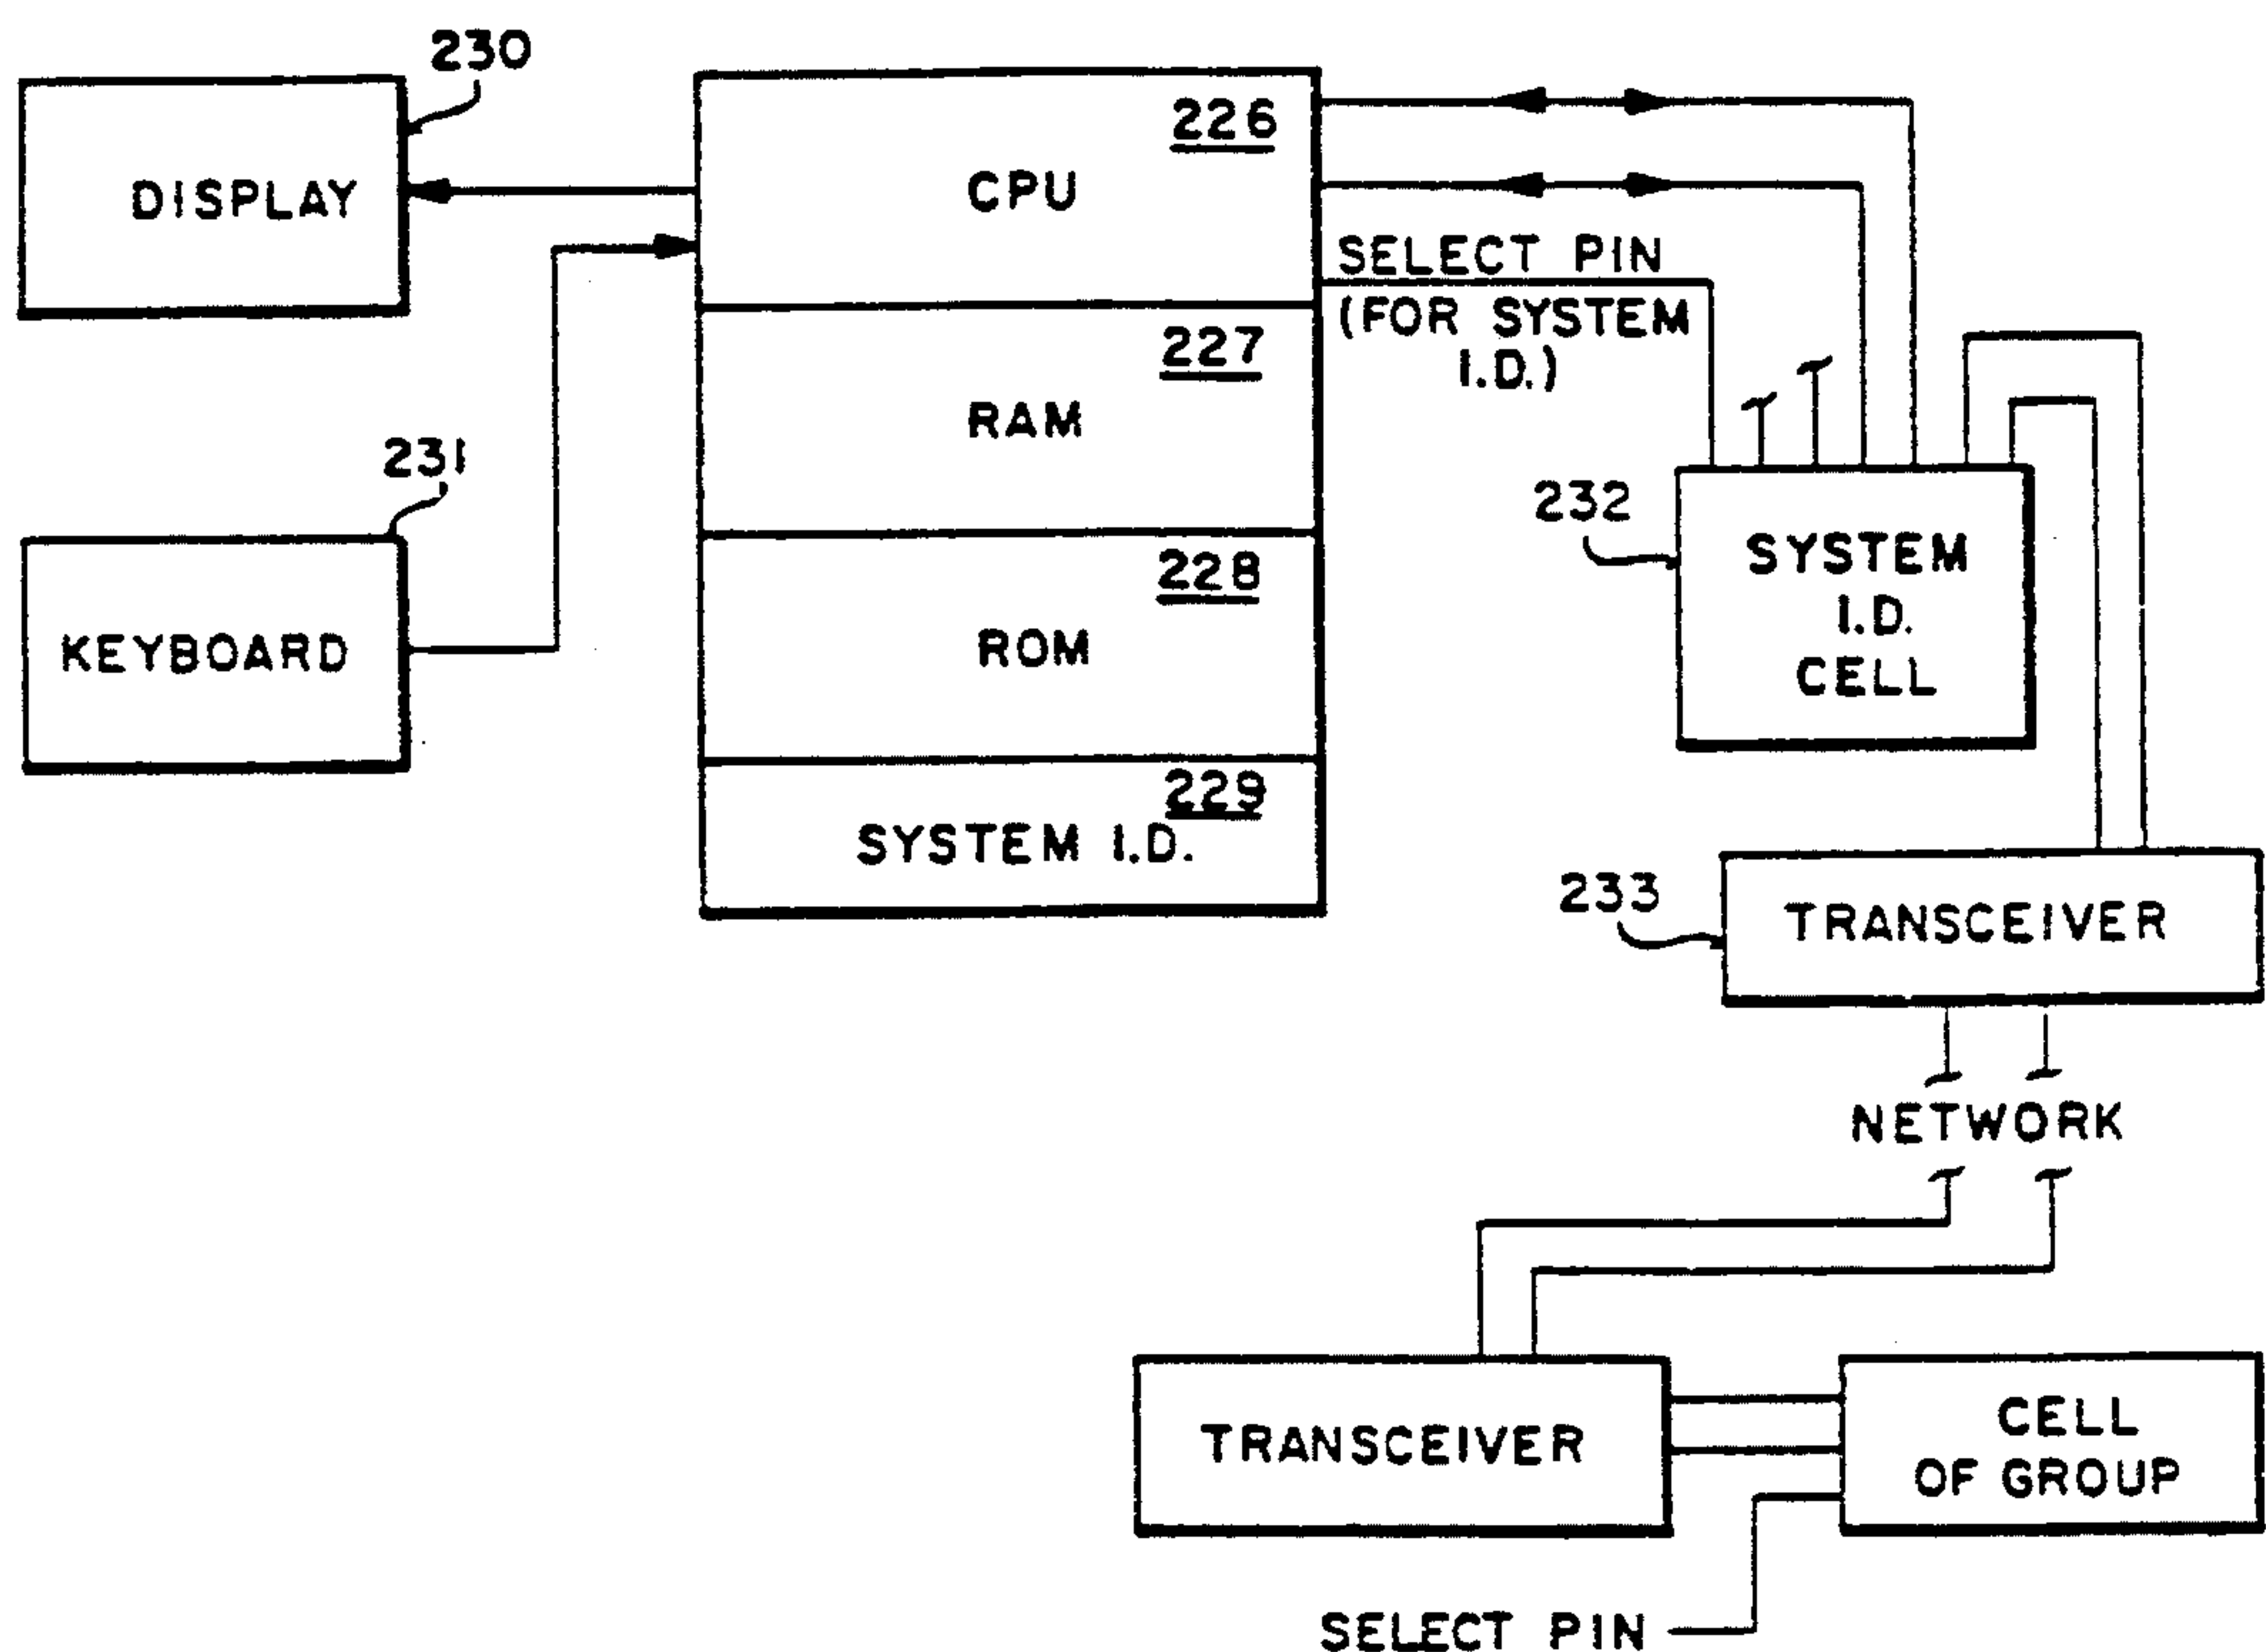 230
DISPLAY
226
CPU
SELECT PIN
(FOR SYSTEM
I.D.)
227
RAM
231
KEYBOARD
228
ROM
232
SYSTEM
I.D.
CELL
229
SYSTEM I.D.
233
TRANSCEIVER
NETWORK
TRANSCEIVER
CELL
OF GROUP
SELECT PIN